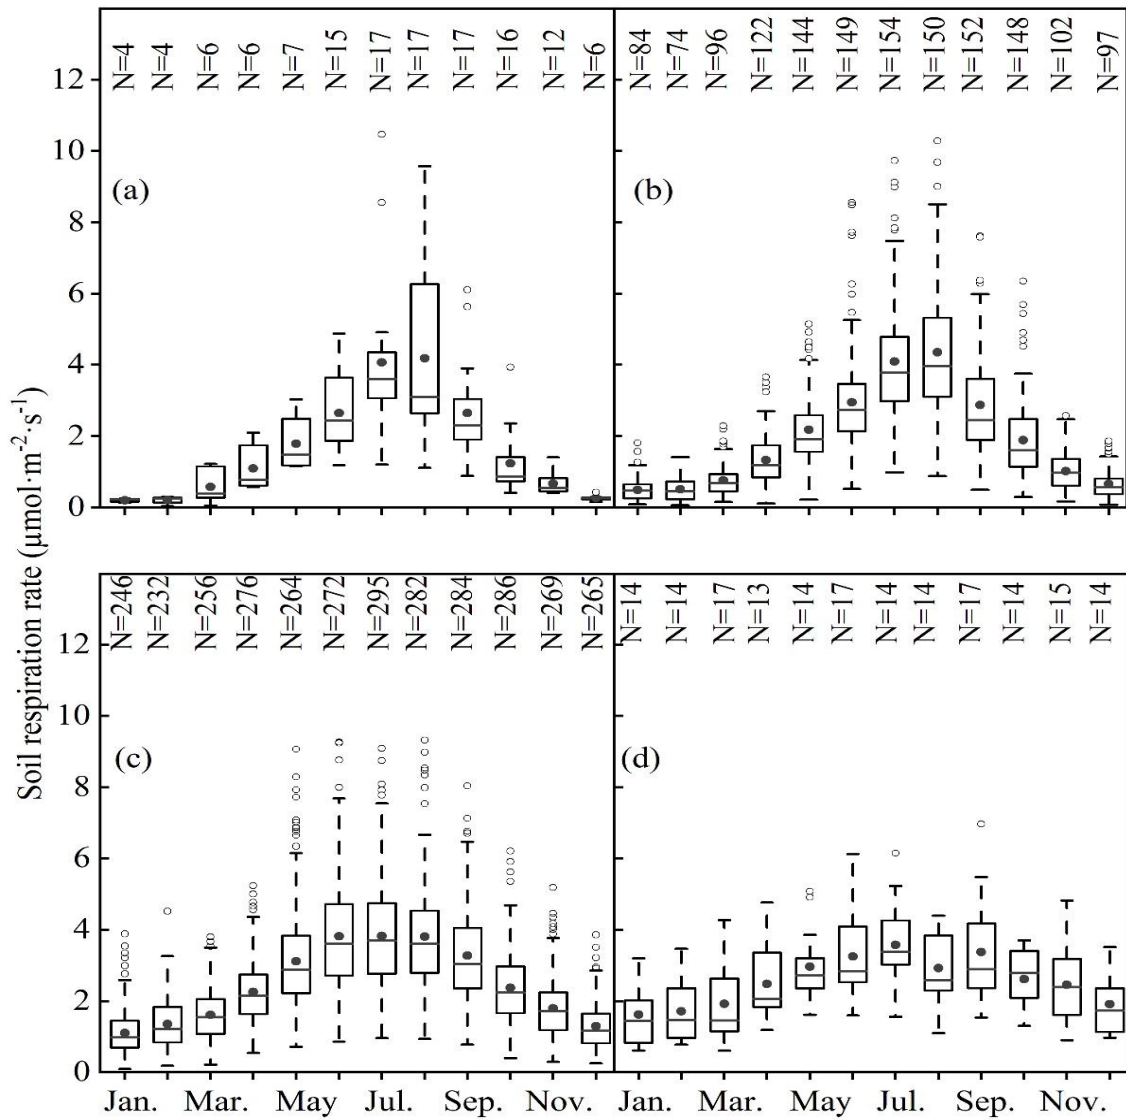 N=4 N=4 N=6 N=6 N=7 N=15 N=17 N=17 N=17 N=16 N=12 N=6
N=84 N=74 N=96 N=122 N=144 N=149 N=154 N=150 N=152 N=148 N=102 N=97
12
10
8
6
4
2
0
(a)
(b)
Soil respiration rate (μmol·m⁻²·s⁻¹)
N=246 N=232 N=256 N=276 N=264 N=272 N=295 N=282 N=284 N=286 N=269 N=265
N=14 N=14 N=17 N=13 N=14 N=17 N=14 N=14 N=17 N=14 N=15 N=14
12
10
8
6
4
2
0
(c)
(d)
Jan. Mar. May Jul. Sep. Nov. Jan. Mar. May Jul. Sep. Nov.